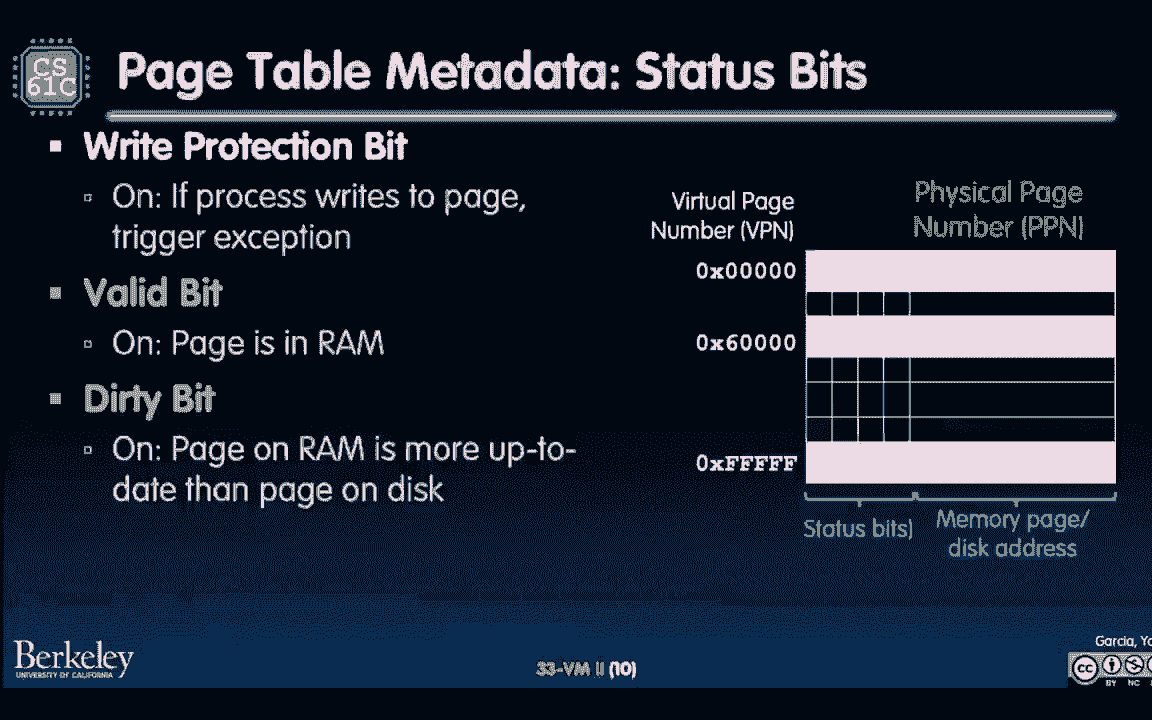 CS
61C
Page Table Metadata: Status Bits
Write Protection Bit
On: If process writes to page,
trigger exception
Valid Bit
On: Page is in RAM
Dirty Bit
On: Page on RAM is more up-to-
date than page on disk
Virtual Page
Number (VPN)
Physical Page
Number (PPN)
0x00000
0x60000
0xFFFFF
Status bits)
Memory page/
disk address
Berkeley
UNIVERSITY OF CALIFORNIA
33-VM II (10)
Garcia,
cc
BY NC